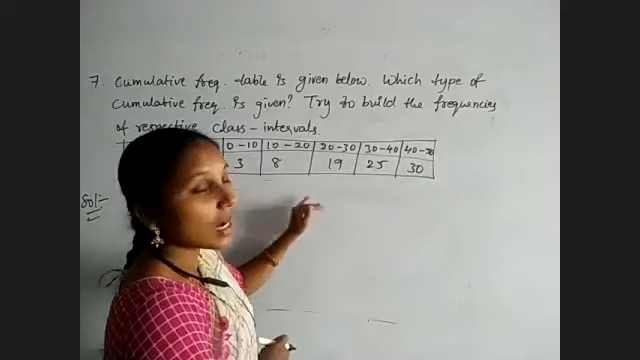 7. Cumulative freq. table is given below. Which type of
cumulative freq. is given? Try to build the frequencies
of respective class-intervals.
0-10 10-20 20-30 30-40 40-50
3 8 19 25 30
Sol:-